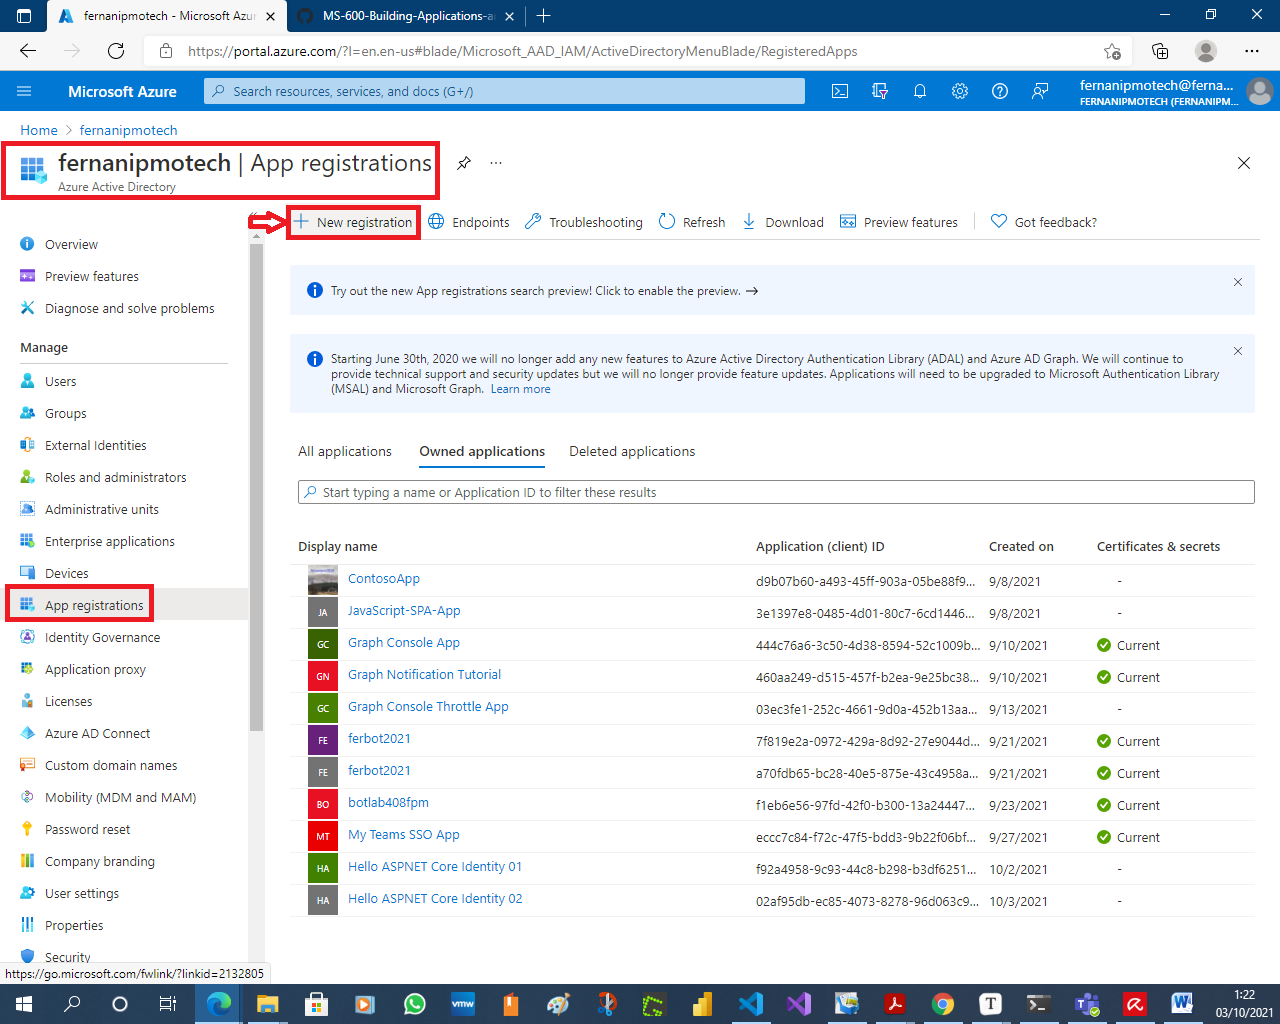 fernanipmotech - Microsoft Azur
MS-600-Building-Applications-a
https://portal.azure.com/?l=en.en-us#blade/Microsoft_AAD_IAM/ActiveDirectoryMenuBlade/RegisteredApps
Microsoft Azure
Search resources, services, and docs (G+/)
fernanipmotech@ferna...
FERNANIPMOTECH (FERNANIPM...
Home > fernanipmotech
fernanipmotech | App registrations
Azure Active Directory
New registration
Endpoints
Troubleshooting
Refresh
Download
Preview features
Got feedback?
Overview
Preview features
Diagnose and solve problems
Manage
Users
Groups
External Identities
Roles and administrators
Administrative units
Enterprise applications
Devices
App registrations
Identity Governance
Application proxy
Licenses
Azure AD Connect
Custom domain names
Mobility (MDM and MAM)
Password reset
Company branding
User settings
Properties
Security
https://go.microsoft.com/fwlink/?linkid=2132805
Try out the new App registrations search preview! Click to enable the preview. →
Starting June 30th, 2020 we will no longer add any new features to Azure Active Directory Authentication Library (ADAL) and Azure AD Graph. We will continue to
provide technical support and security updates but we will no longer provide feature updates. Applications will need to be upgraded to Microsoft Authentication Library
(MSAL) and Microsoft Graph. Learn more
All applications Owned applications Deleted applications
Start typing a name or Application ID to filter these results
Display name Application (client) ID Created on Certificates & secrets
ContosoApp d9b07b60-a493-45ff-903a-05be88f9... 9/8/2021 -
JA JavaScript-SPA-App 3e1397e8-0485-4d01-80c7-6cd1446... 9/8/2021 -
GC Graph Console App 444c76a6-3c50-4d38-8594-52c1009b... 9/10/2021 Current
GN Graph Notification Tutorial 460aa249-d515-457f-b2ea-9e25bc38... 9/10/2021 Current
GC Graph Console Throttle App 03ec3fe1-252c-4661-9d0a-452b13aa... 9/13/2021 -
FE ferbot2021 7f819e2a-0972-429a-8d92-27e9044d... 9/21/2021 Current
FE ferbot2021 a70fdb65-bc28-40e5-875e-43c4958a... 9/21/2021 Current
BO botlab408fpm f1eb6e56-97fd-42f0-b300-13a24447... 9/23/2021 Current
MT My Teams SSO App eccc7c84-f72c-47f5-bdd3-9b22f06bf... 9/27/2021 Current
HA Hello ASPNET Core Identity 01 f92a4958-9c93-44c8-b298-b3df6251... 10/2/2021 -
HA Hello ASPNET Core Identity 02 02af95db-ec85-4073-8278-96d063c9... 10/3/2021 -
vmw
1:22
03/10/2021